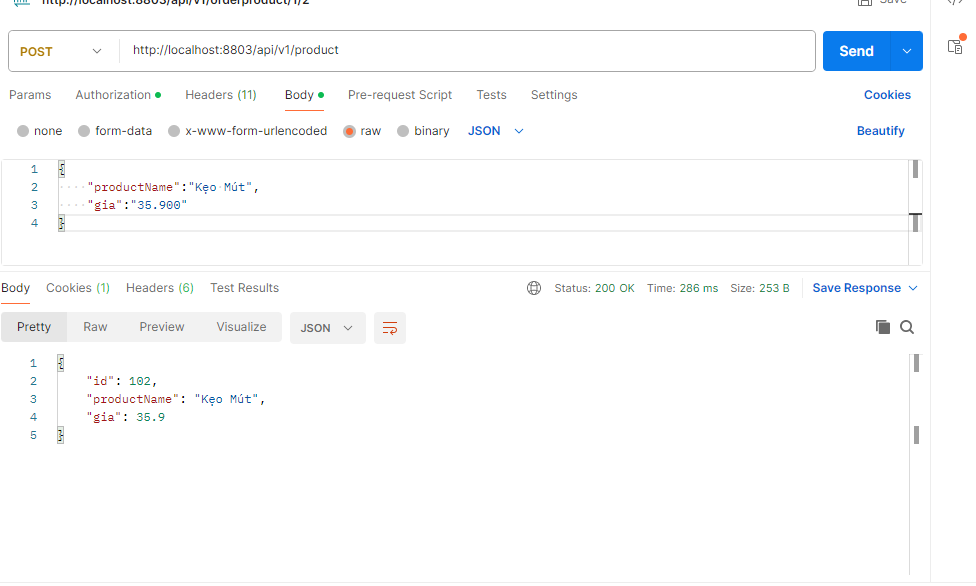 http://localhost:8803/api/v1/orderproduct/1/2
Save
POST
http://localhost:8803/api/v1/product
Send
Params Authorization Headers (11) Body Pre-request Script Tests Settings Cookies
none form-data x-www-form-urlencoded raw binary JSON Beautify
1 {
2 "productName":"Kẹo Mút",
3 "gia":"35.900"
4 }
Body Cookies (1) Headers (6) Test Results Status: 200 OK Time: 286 ms Size: 253 B Save Response
Pretty Raw Preview Visualize JSON
1 {
2 "id": 102,
3 "productName": "Kẹo Mút",
4 "gia": 35.9
5 }